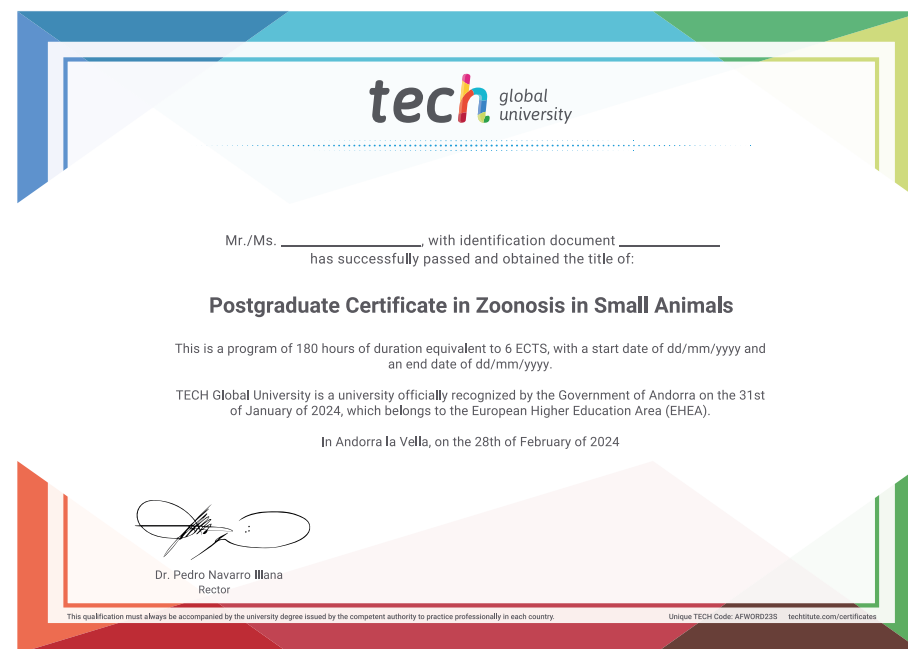 tech global university
Mr./Ms. ____________________, with identification document ______________
has successfully passed and obtained the title of:
Postgraduate Certificate in Zoonosis in Small Animals
This is a program of 180 hours of duration equivalent to 6 ECTS, with a start date of dd/mm/yyyy and
an end date of dd/mm/yyyy.
TECH Global University is a university officially recognized by the Government of Andorra on the 31st
of January of 2024, which belongs to the European Higher Education Area (EHEA).
In Andorra la Vella, on the 28th of February of 2024
Dr. Pedro Navarro Illana
Rector
This qualification must always be accompanied by the university degree issued by the competent authority to practice professionally in each country.
Unique TECH Code: AFWORD23S techtitute.com/certificates